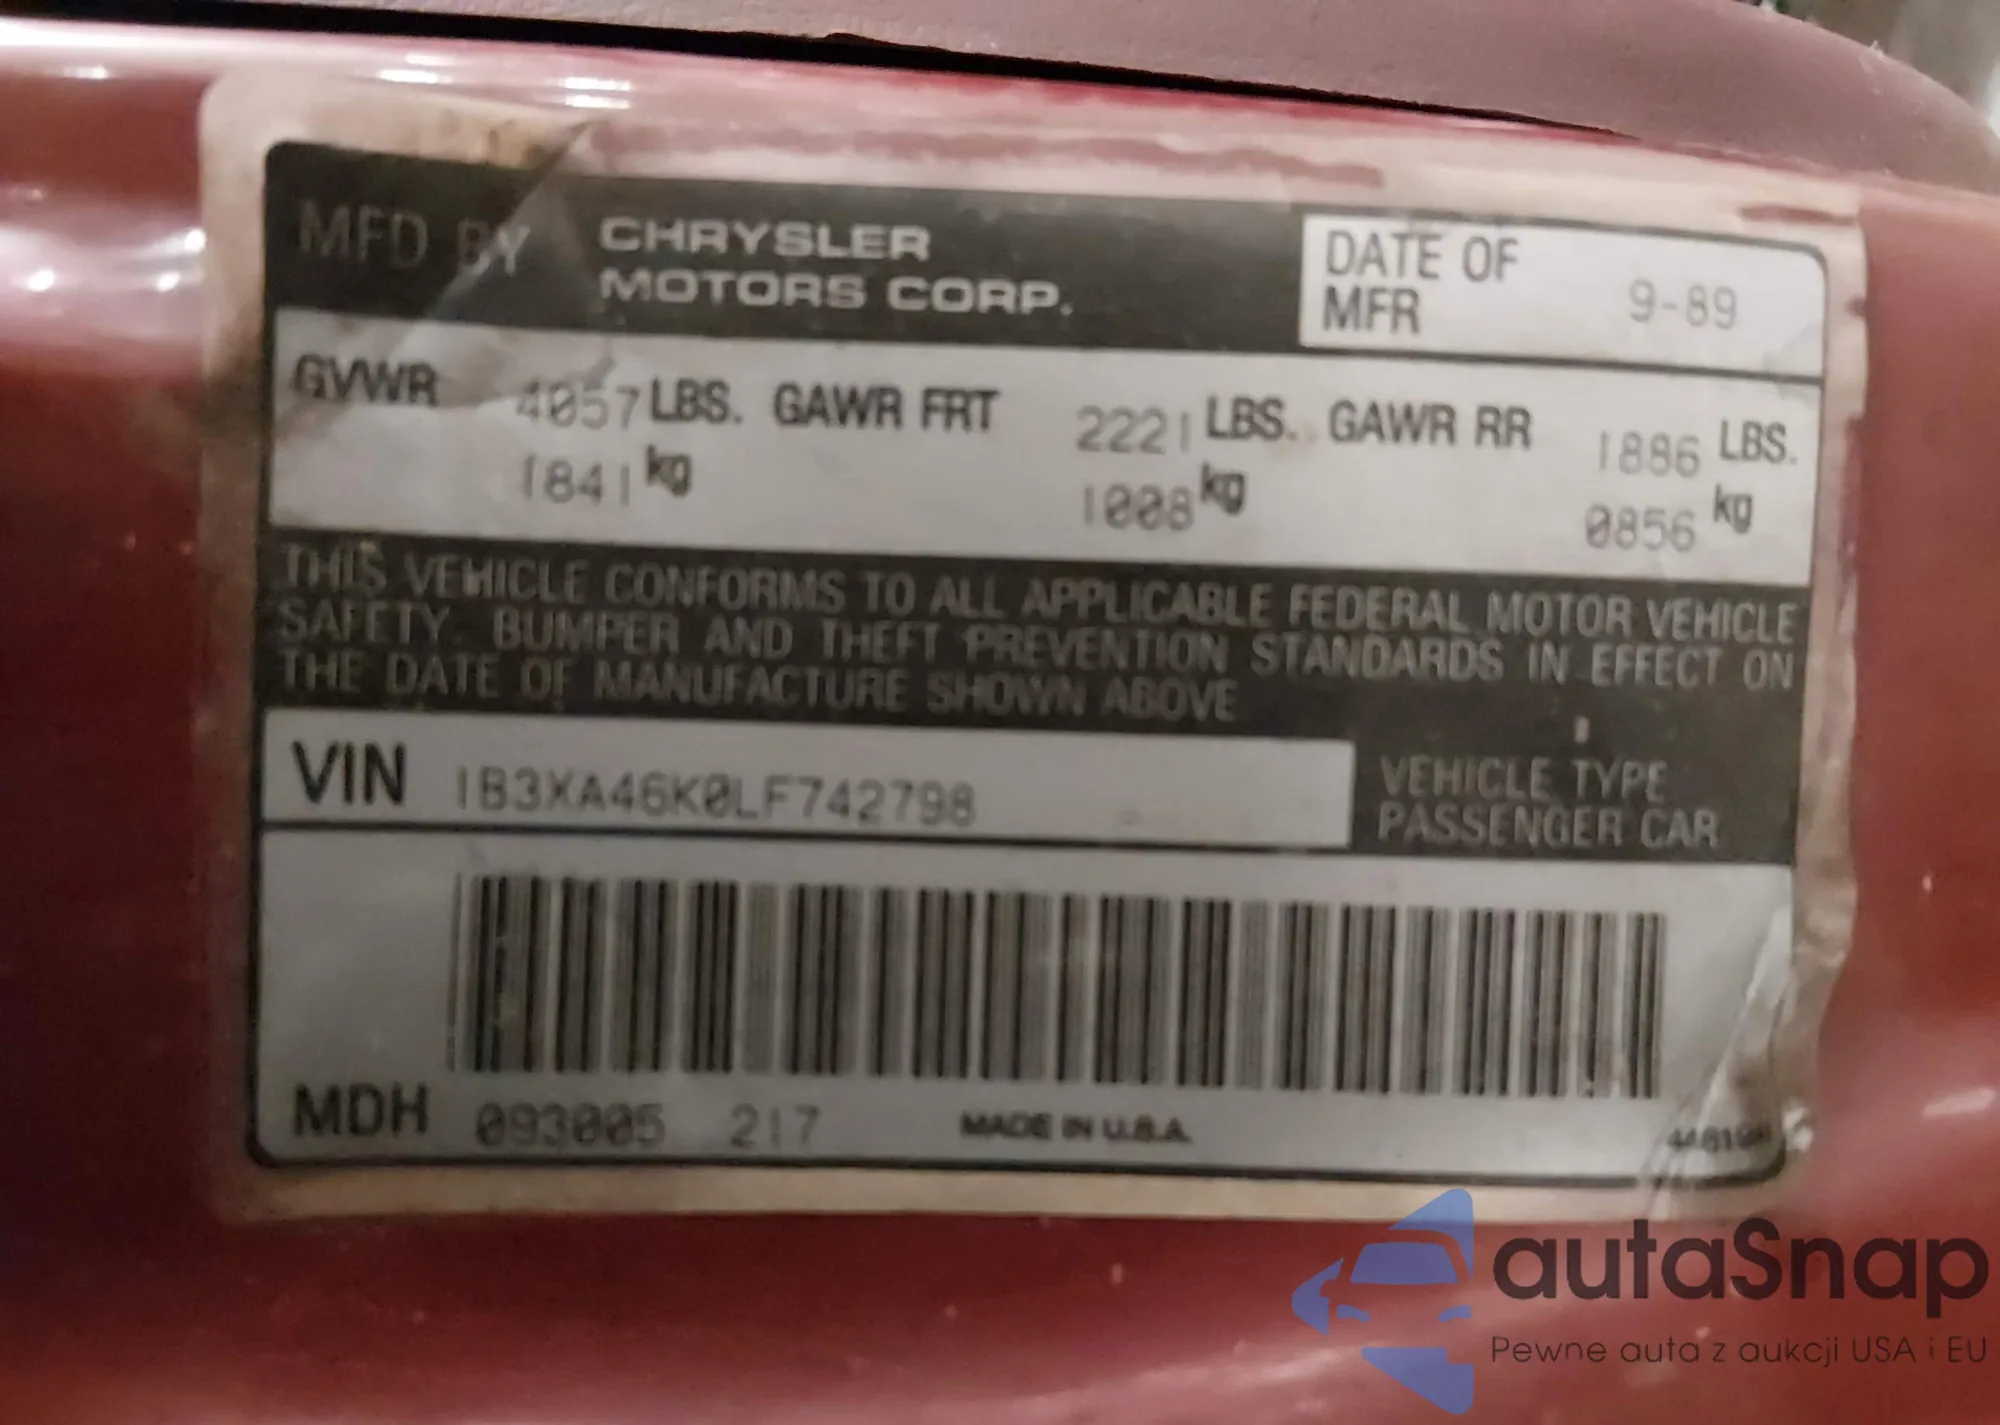 MFD BY CHRYSLER MOTORS CORP.
DATE OF MFR 9-89
GVWR 4057 LBS. GAWR FRT 2221 LBS. GAWR RR 1886 LBS.
1841 kg 1008 kg 0856 kg
THIS VEHICLE CONFORMS TO ALL APPLICABLE FEDERAL MOTOR VEHICLE
SAFETY, BUMPER AND THEFT PREVENTION STANDARDS IN EFFECT ON
THE DATE OF MANUFACTURE SHOWN ABOVE
VIN 1B3XA46K0LF742798
VEHICLE TYPE
PASSENGER CAR
MDH 093005 217 MADE IN U.S.A.
autaSnap
Pewne auta z aukcji USA i EU